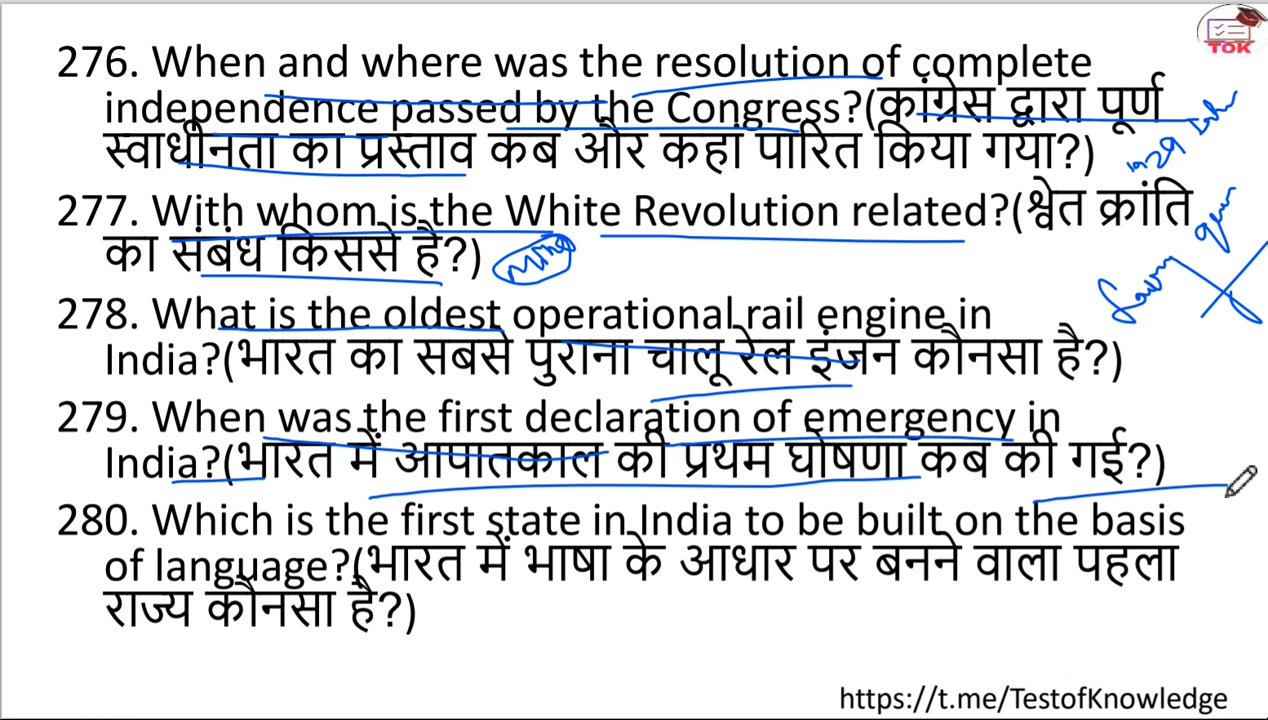 TOK
276. When and where was the resolution of complete
independence passed by the Congress?(कांग्रेस द्वारा पूर्ण
स्वाधीनता का प्रस्ताव कब और कहां पारित किया गया?)
1929
277. With whom is the White Revolution related?(श्वेत क्रांति
का संबंध किससे है?)
278. What is the oldest operational rail engine in
India?(भारत का सबसे पुराना चालू रेल इंजन कौनसा है?)
279. When was the first declaration of emergency in
India?(भारत में आपातकाल की प्रथम घोषणा कब की गई?)
280. Which is the first state in India to be built on the basis
of language?(भारत में भाषा के आधार पर बनने वाला पहला
राज्य कौनसा है?)
https://t.me/TestofKnowledge